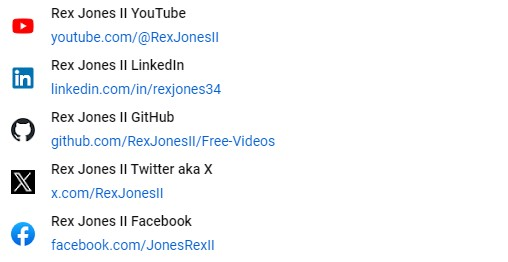 Rex Jones II YouTube
youtube.com/@RexJonesII
Rex Jones II LinkedIn
linkedin.com/in/rexjones34
Rex Jones II GitHub
github.com/RexJonesII/Free-Videos
Rex Jones II Twitter aka X
x.com/RexJonesII
Rex Jones II Facebook
facebook.com/JonesRexII